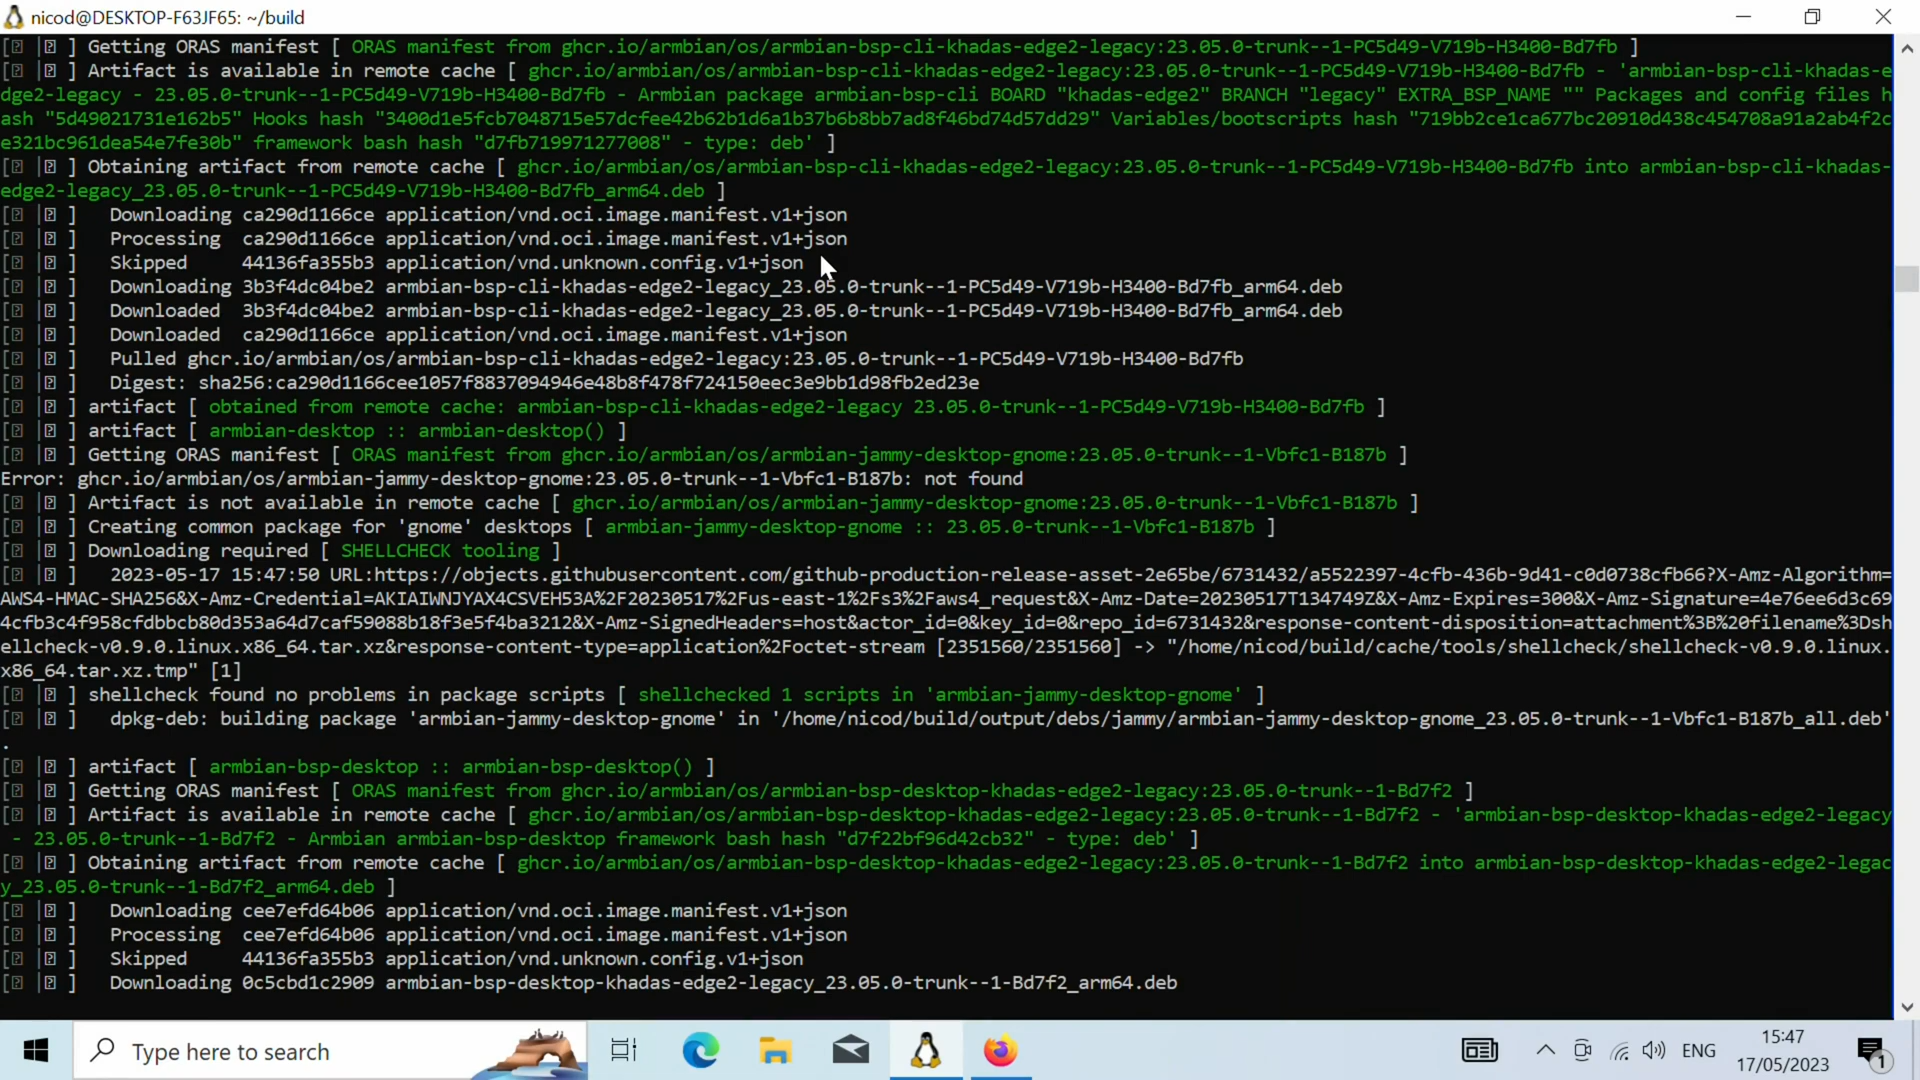 nicod@DESKTOP-F63JF65: ~/build
[ | ] Getting ORAS manifest [ ORAS manifest from ghcr.io/armbian/os/armbian-bsp-cli-khadas-edge2-legacy:23.05.0-trunk--1-PC5d49-V719b-H3400-Bd7fb ]
[ | ] Artifact is available in remote cache [ ghcr.io/armbian/os/armbian-bsp-cli-khadas-edge2-legacy:23.05.0-trunk--1-PC5d49-V719b-H3400-Bd7fb - 'armbian-bsp-cli-khadas-e
dge2-legacy - 23.05.0-trunk--1-PC5d49-V719b-H3400-Bd7fb - Armbian package armbian-bsp-cli BOARD "khadas-edge2" BRANCH "legacy" EXTRA_BSP_NAME "" Packages and config files h
ash "5d49021731e162b5" Hooks hash "3400d1e5fcb7048715e57dcfee42b62b1d6a1b37b6b8bb7ad8f46bd74d57dd29" Variables/bootscripts hash "719bb2ce1ca677bc20910d438c454708a91a2ab4f2c
e321bc961dea54e7fe30b" framework bash hash "d7fb719971277008" - type: deb' ]
[ | ] Obtaining artifact from remote cache [ ghcr.io/armbian/os/armbian-bsp-cli-khadas-edge2-legacy:23.05.0-trunk--1-PC5d49-V719b-H3400-Bd7fb into armbian-bsp-cli-khadas-
edge2-legacy_23.05.0-trunk--1-PC5d49-V719b-H3400-Bd7fb_arm64.deb ]
[ | ] Downloading ca290d1166ce application/vnd.oci.image.manifest.v1+json
[ | ] Processing ca290d1166ce application/vnd.oci.image.manifest.v1+json
[ | ] Skipped 44136fa355b3 application/vnd.unknown.config.v1+json
[ | ] Downloading 3b3f4dc04be2 armbian-bsp-cli-khadas-edge2-legacy_23.05.0-trunk--1-PC5d49-V719b-H3400-Bd7fb_arm64.deb
[ | ] Downloaded 3b3f4dc04be2 armbian-bsp-cli-khadas-edge2-legacy_23.05.0-trunk--1-PC5d49-V719b-H3400-Bd7fb_arm64.deb
[ | ] Downloaded ca290d1166ce application/vnd.oci.image.manifest.v1+json
[ | ] Pulled ghcr.io/armbian/os/armbian-bsp-cli-khadas-edge2-legacy:23.05.0-trunk--1-PC5d49-V719b-H3400-Bd7fb
[ | ] Digest: sha256:ca290d1166cee1057f8837094946e48b8f478f724150eec3e9bb1d98fb2ed23e
[ | ] artifact [ obtained from remote cache: armbian-bsp-cli-khadas-edge2-legacy 23.05.0-trunk--1-PC5d49-V719b-H3400-Bd7fb ]
[ | ] artifact [ armbian-desktop :: armbian-desktop() ]
[ | ] Getting ORAS manifest [ ORAS manifest from ghcr.io/armbian/os/armbian-jammy-desktop-gnome:23.05.0-trunk--1-Vbfc1-B187b ]
Error: ghcr.io/armbian/os/armbian-jammy-desktop-gnome:23.05.0-trunk--1-Vbfc1-B187b: not found
[ | ] Artifact is not available in remote cache [ ghcr.io/armbian/os/armbian-jammy-desktop-gnome:23.05.0-trunk--1-Vbfc1-B187b ]
[ | ] Creating common package for 'gnome' desktops [ armbian-jammy-desktop-gnome :: 23.05.0-trunk--1-Vbfc1-B187b ]
[ | ] Downloading required [ SHELLCHECK tooling ]
[ | ] 2023-05-17 15:47:50 URL:https://objects.githubusercontent.com/github-production-release-asset-2e65be/6731432/a5522397-4cfb-436b-9d41-c0d0738cfb66?X-Amz-Algorithm=
AWS4-HMAC-SHA256&X-Amz-Credential=AKIAIWNJYAX4CSVEH53A%2F20230517%2Fus-east-1%2Fs3%2Faws4_request&X-Amz-Date=20230517T134749Z&X-Amz-Expires=300&X-Amz-Signature=4e76ee6d3c69
4cfb3c4f958cfdbbcb80d353a64d7caf59088b18f3e5f4ba3212&X-Amz-SignedHeaders=host&actor_id=0&key_id=0&repo_id=6731432&response-content-disposition=attachment%3B%20filename%3Dsh
ellcheck-v0.9.0.linux.x86_64.tar.xz&response-content-type=application%2Foctet-stream [2351560/2351560] -> "/home/nicod/build/cache/tools/shellcheck/shellcheck-v0.9.0.linux.
x86_64.tar.xz.tmp" [1]
[ | ] shellcheck found no problems in package scripts [ shellchecked 1 scripts in 'armbian-jammy-desktop-gnome' ]
[ | ] dpkg-deb: building package 'armbian-jammy-desktop-gnome' in '/home/nicod/build/output/debs/jammy/armbian-jammy-desktop-gnome_23.05.0-trunk--1-Vbfc1-B187b_all.deb'
.
[ | ] artifact [ armbian-bsp-desktop :: armbian-bsp-desktop() ]
[ | ] Getting ORAS manifest [ ORAS manifest from ghcr.io/armbian/os/armbian-bsp-desktop-khadas-edge2-legacy:23.05.0-trunk--1-Bd7f2 ]
[ | ] Artifact is available in remote cache [ ghcr.io/armbian/os/armbian-bsp-desktop-khadas-edge2-legacy:23.05.0-trunk--1-Bd7f2 - 'armbian-bsp-desktop-khadas-edge2-legacy
- 23.05.0-trunk--1-Bd7f2 - Armbian armbian-bsp-desktop framework bash hash "d7f22bf96d42cb32" - type: deb' ]
[ | ] Obtaining artifact from remote cache [ ghcr.io/armbian/os/armbian-bsp-desktop-khadas-edge2-legacy:23.05.0-trunk--1-Bd7f2 into armbian-bsp-desktop-khadas-edge2-legac
y_23.05.0-trunk--1-Bd7f2_arm64.deb ]
[ | ] Downloading cee7efd64b06 application/vnd.oci.image.manifest.v1+json
[ | ] Processing cee7efd64b06 application/vnd.oci.image.manifest.v1+json
[ | ] Skipped 44136fa355b3 application/vnd.unknown.config.v1+json
[ | ] Downloading 0c5cbd1c2909 armbian-bsp-desktop-khadas-edge2-legacy_23.05.0-trunk--1-Bd7f2_arm64.deb
Type here to search
ENG
15:47
17/05/2023
1